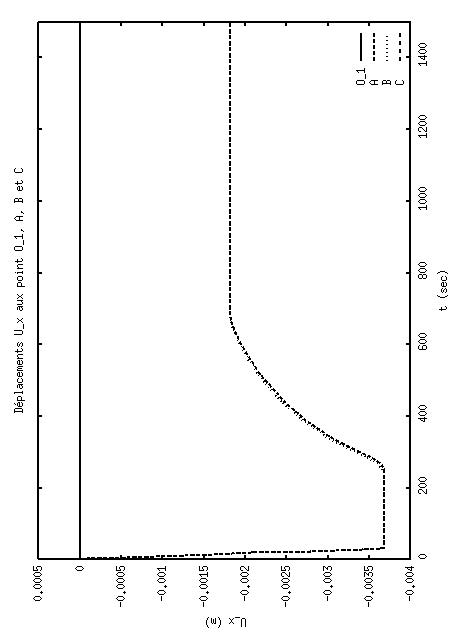 Déplacements U_x aux point O_1, A, B et C
0.0005
0
-0.0005
-0.001
-0.0015
-0.002
-0.0025
-0.003
-0.0035
-0.004
U_x (m)
0
200
400
600
800
1000
1200
1400
t (sec)
O_1
A
B
C